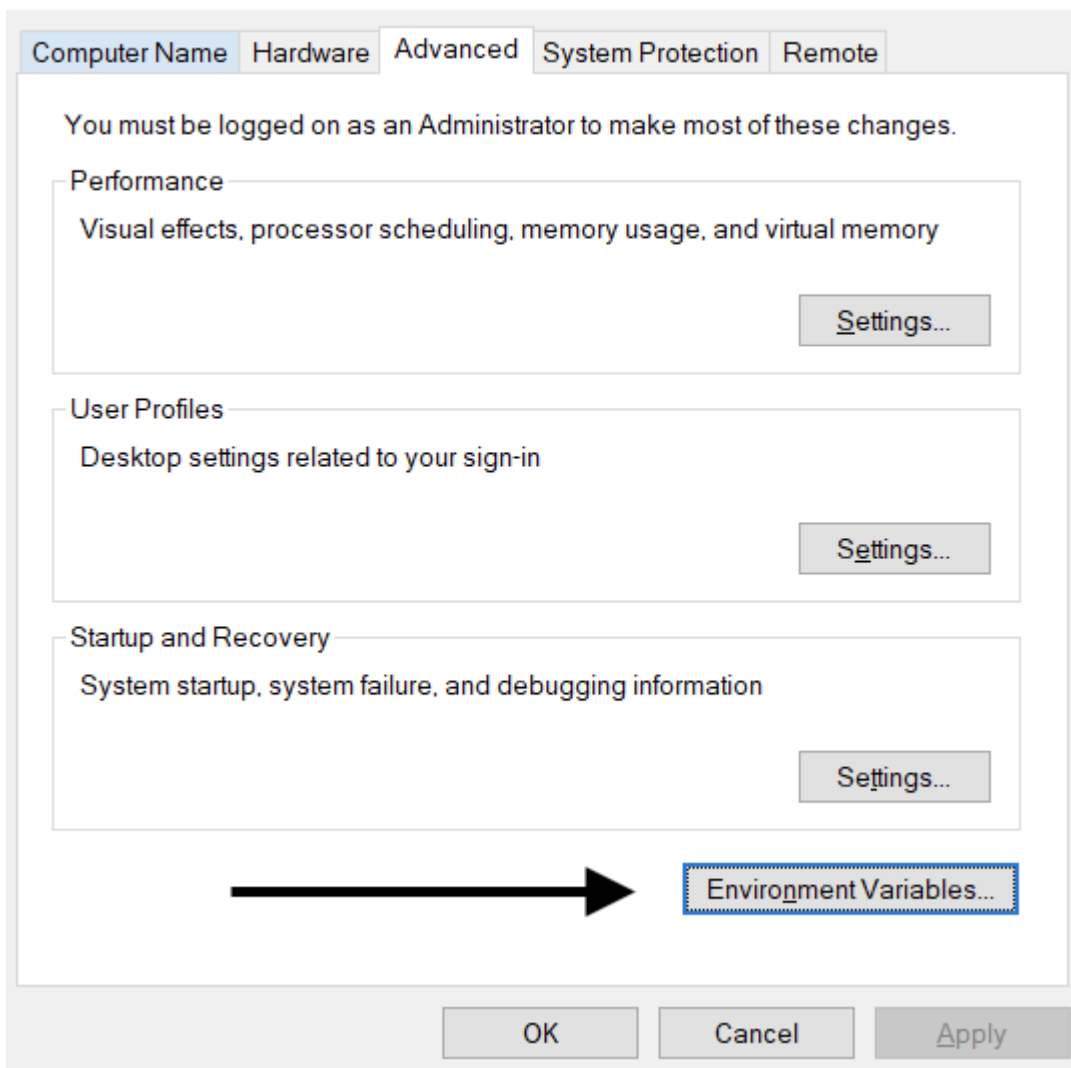 Computer Name Hardware Advanced System Protection Remote
You must be logged on as an Administrator to make most of these changes.
Performance
Visual effects, processor scheduling, memory usage, and virtual memory
Settings...
User Profiles
Desktop settings related to your sign-in
Settings...
Startup and Recovery
System startup, system failure, and debugging information
Settings...
Environment Variables...
OK Cancel Apply